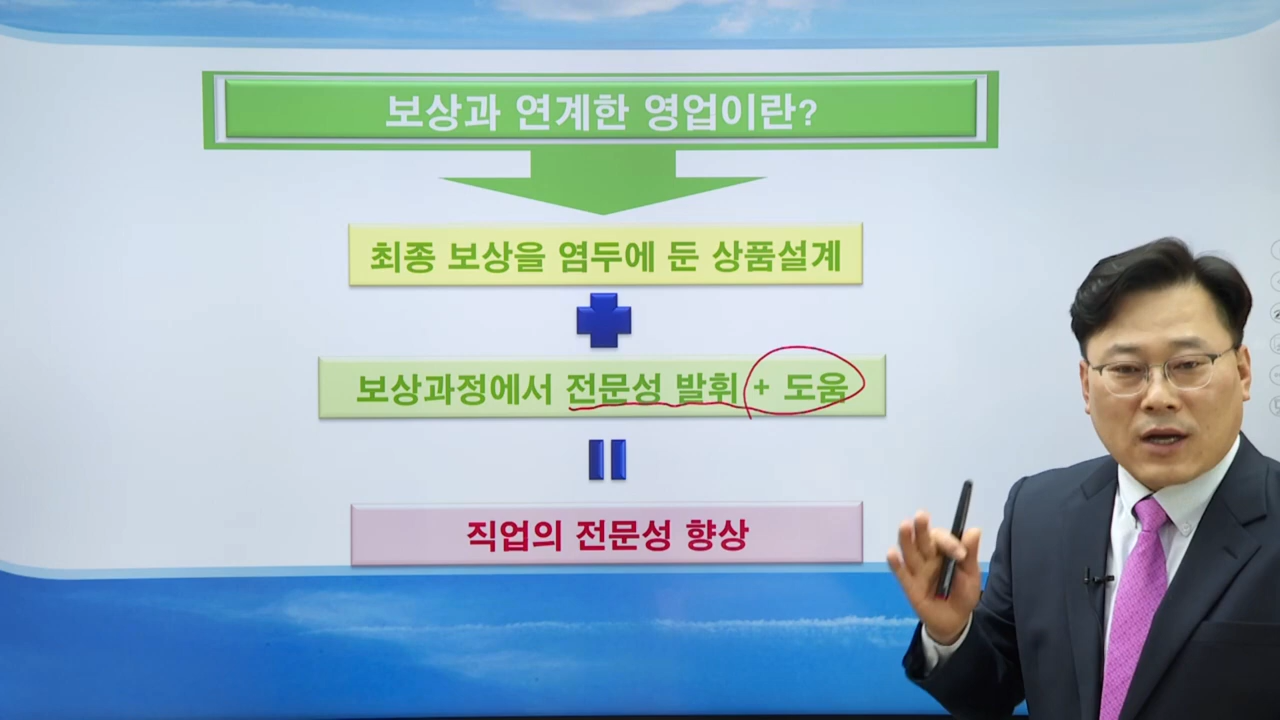 보상과 연계한 영업이란?
최종 보상을 염두에 둔 상품설계
보상과정에서 전문성 발휘 + 도움
직업의 전문성 향상